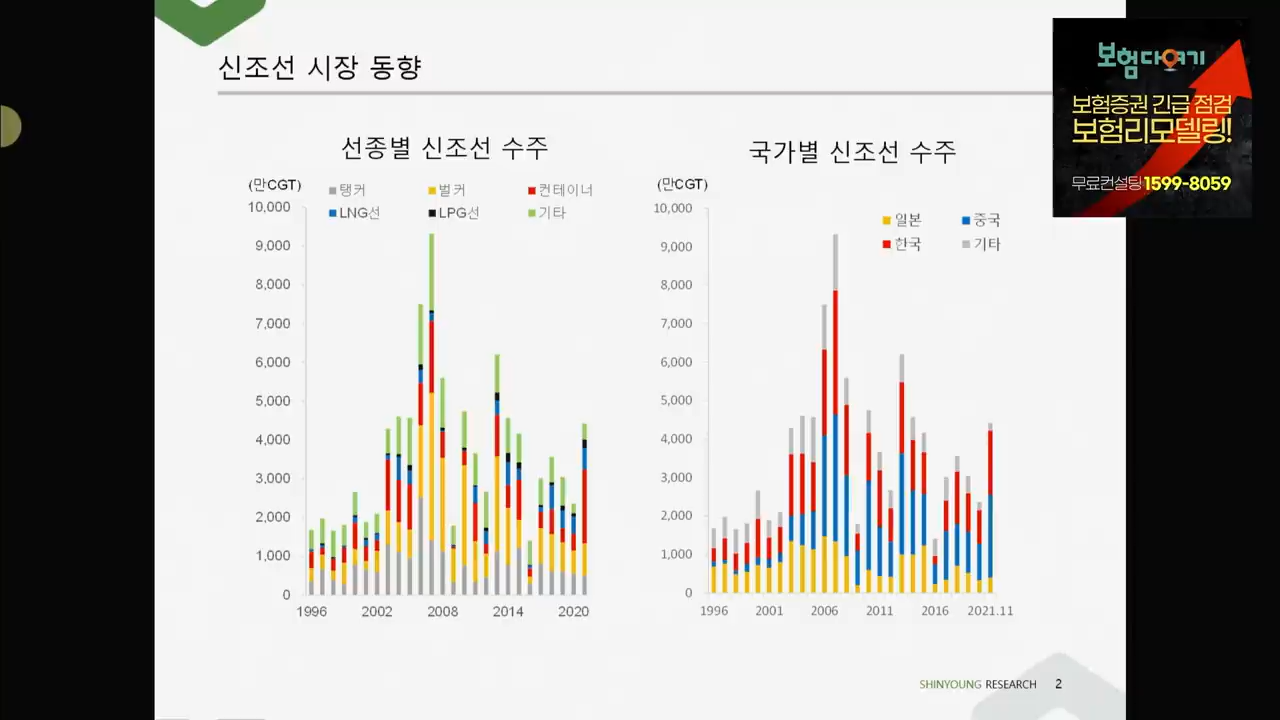 신조선 시장 동향
보험다여기
보험증권 긴급 점검
보험리모델링!
무료컨설팅 1599-8059
선종별 신조선 수주
(만CGT)
탱커 벌커 컨테이너
LNG선 LPG선 기타
10,000
9,000
8,000
7,000
6,000
5,000
4,000
3,000
2,000
1,000
0
1996 2002 2008 2014 2020
국가별 신조선 수주
(만CGT)
일본 중국
한국 기타
10,000
9,000
8,000
7,000
6,000
5,000
4,000
3,000
2,000
1,000
0
1996 2001 2006 2011 2016 2021.11
SHINYOUNG RESEARCH 2